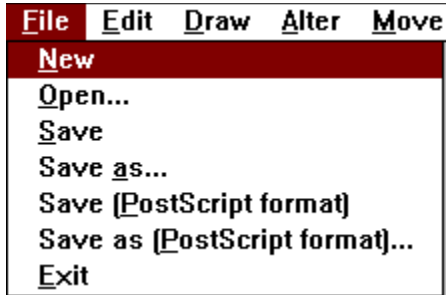 File Edit Draw Alter Move
New
Open...
Save
Save as...
Save (PostScript format)
Save as (PostScript format)...
Exit